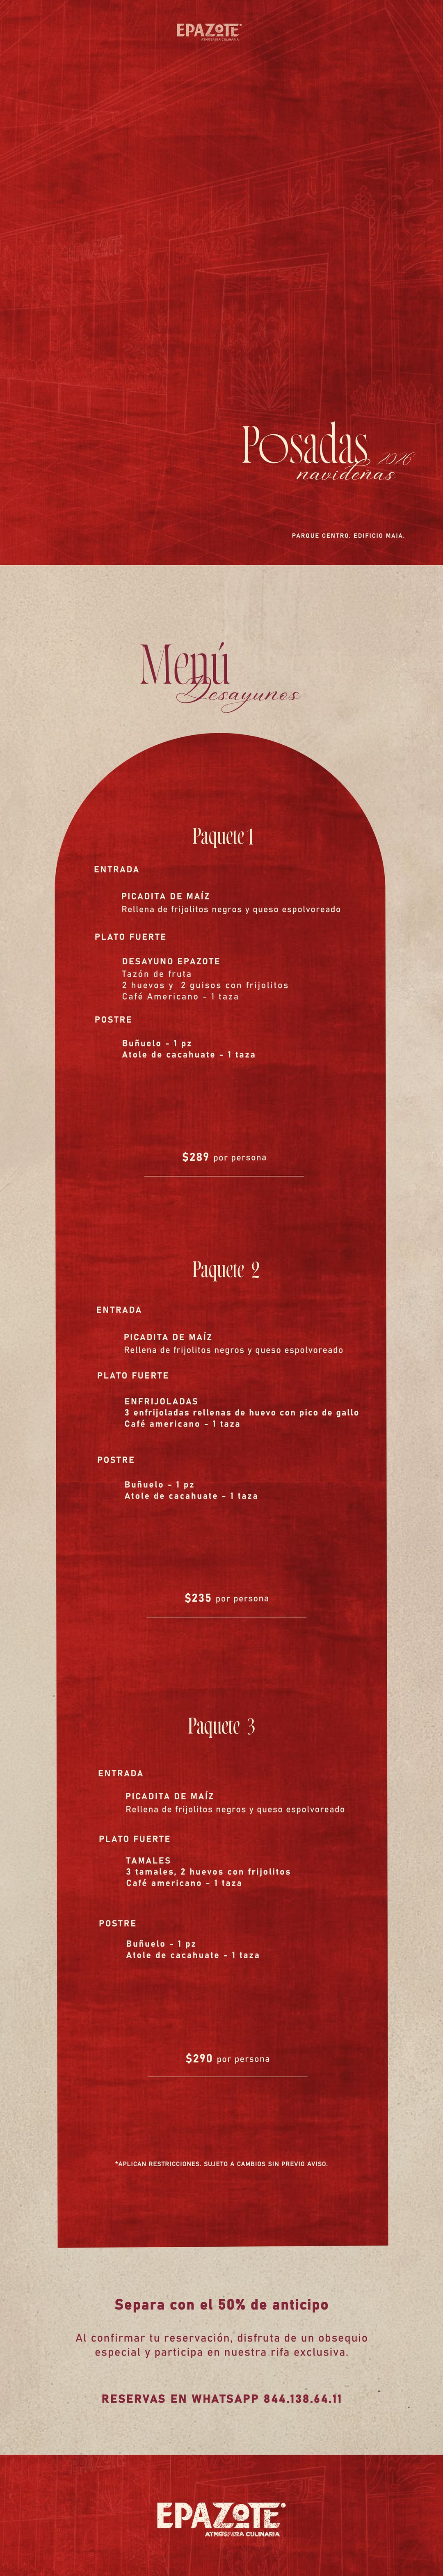 EPAZOTE
ATMÓSFERA CULINARIA
Posadas 2026
navideñas
PARQUE CENTRO. EDIFICIO MAIA.
Menú
Desayunos
Paquete 1
ENTRADA
PICADITA DE MAÍZ
Rellena de frijolitos negros y queso espolvoreado
PLATO FUERTE
DESAYUNO EPAZOTE
Tazón de fruta
2 huevos y 2 guisos con frijolitos
Café Americano - 1 taza
POSTRE
Buñuelo - 1 pz
Atole de cacahuate - 1 taza
$289 por persona
Paquete 2
ENTRADA
PICADITA DE MAÍZ
Rellena de frijolitos negros y queso espolvoreado
PLATO FUERTE
ENFRIJOLADAS
3 enfrijoladas rellenas de huevo con pico de gallo
Café americano - 1 taza
POSTRE
Buñuelo - 1 pz
Atole de cacahuate - 1 taza
$235 por persona
Paquete 3
ENTRADA
PICADITA DE MAÍZ
Rellena de frijolitos negros y queso espolvoreado
PLATO FUERTE
TAMALES
3 tamales, 2 huevos con frijolitos
Café americano - 1 taza
POSTRE
Buñuelo - 1 pz
Atole de cacahuate - 1 taza
$290 por persona
*APLICAN RESTRICCIONES. SUJETO A CAMBIOS SIN PREVIO AVISO.
Separa con el 50% de anticipo
Al confirmar tu reservación, disfruta de un obsequio
especial y participa en nuestra rifa exclusiva.
RESERVAS EN WHATSAPP 844.138.64.11
EPAZOTE
ATMÓSFERA CULINARIA